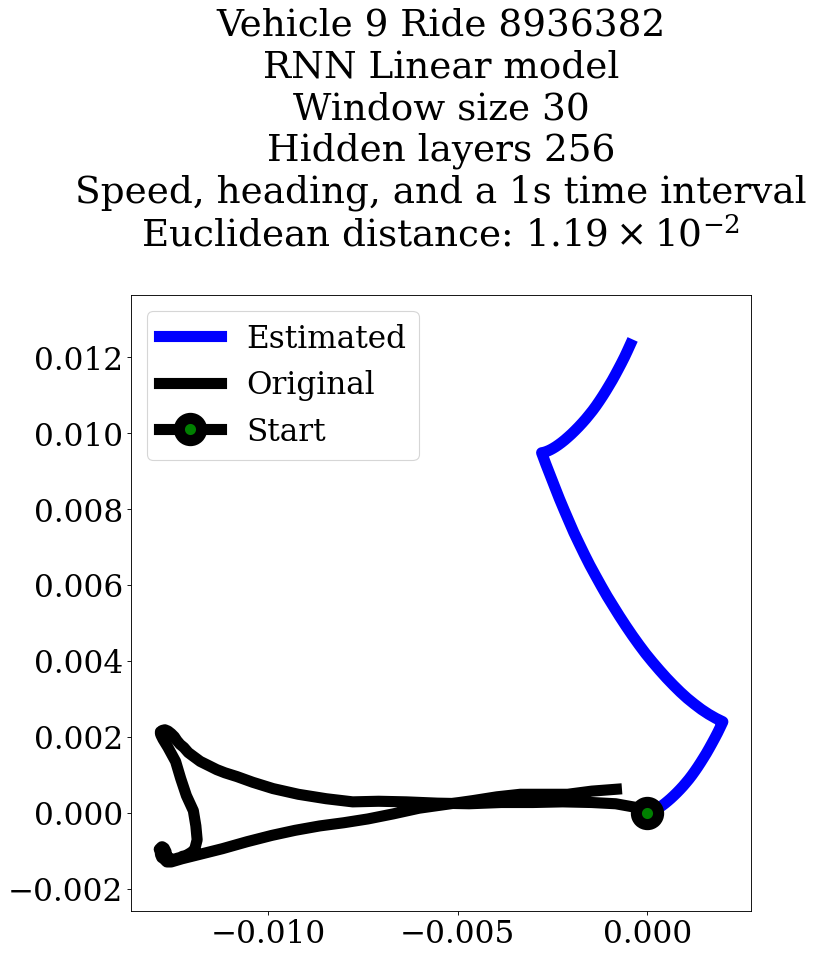 Vehicle 9 Ride 8936382
RNN Linear model
Window size 30
Hidden layers 256
Speed, heading, and a 1s time interval
Euclidean distance: 1.19 × 10⁻²
Estimated
Original
Start
0.012
0.010
0.008
0.006
0.004
0.002
0.000
−0.002
−0.010
−0.005
0.000